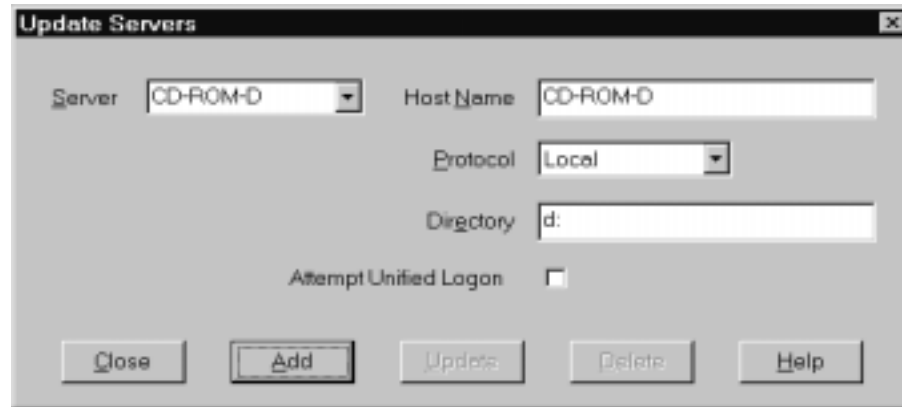 Update Servers
Server CD-ROM-D Host Name CD-ROM-D
Protocol Local
Directory d:
Attempt Unified Logon
Close Add Update Delete Help